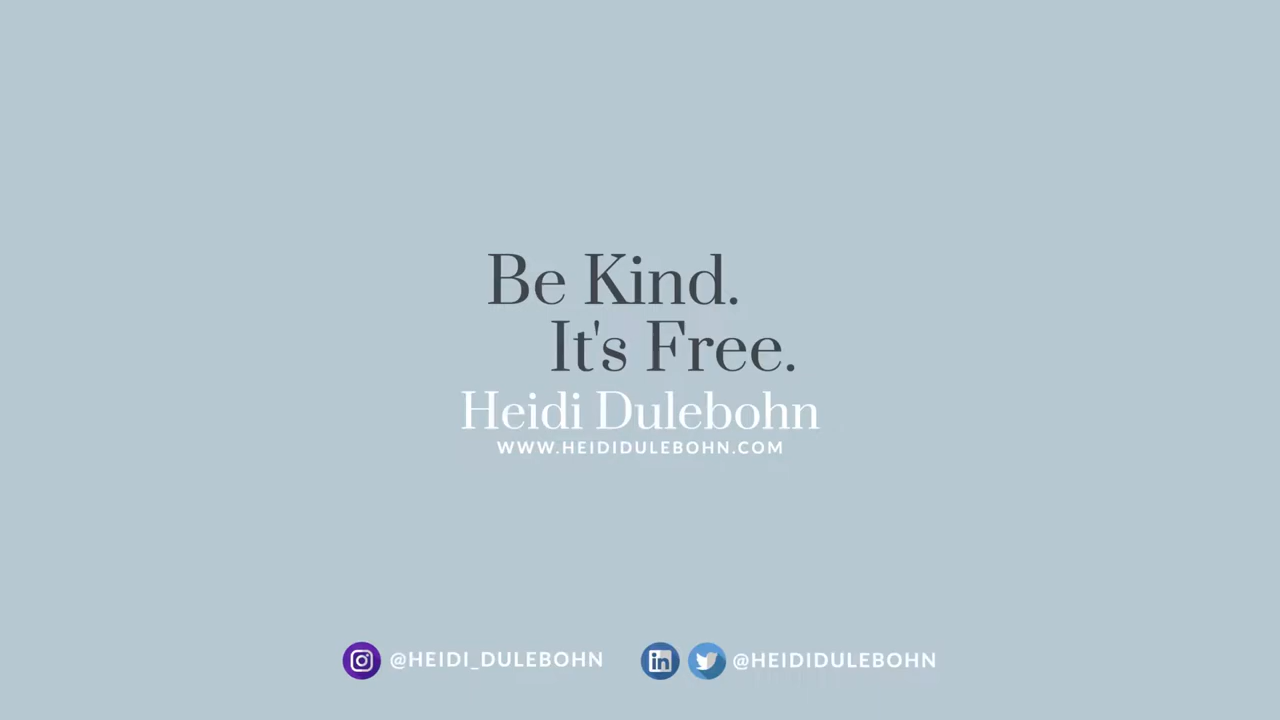 Be Kind.
It's Free.
Heidi Dulebohn
WWW.HEIDIDULEBOHN.COM
@HEIDI_DULEBOHN
@HEIDIDULEBOHN